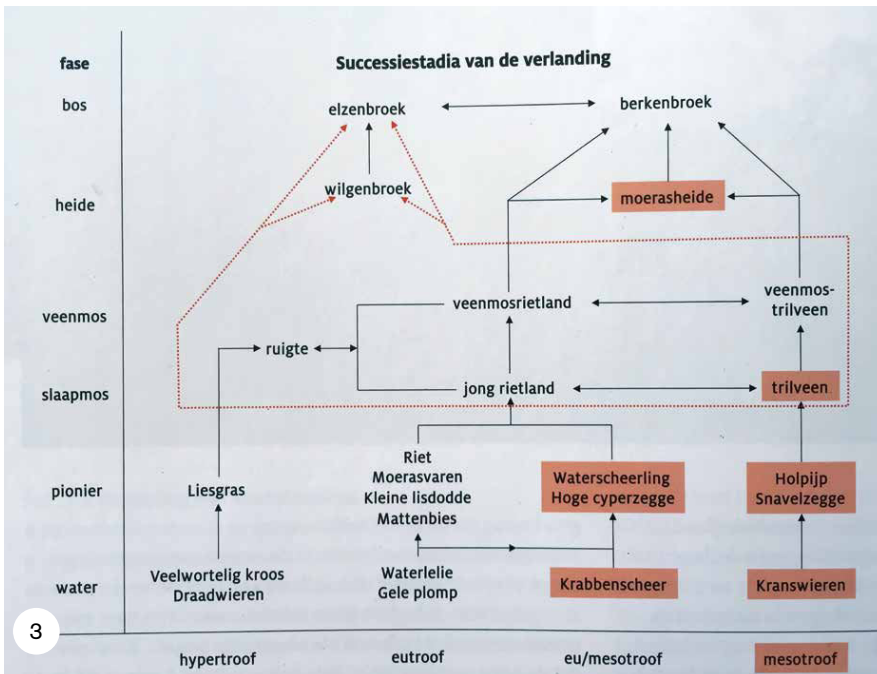 fase
Successiestadia van de verlanding
bos
elzenbroek
berkenbroek
heide
wilgenbroek
moerasheide
veenmos
veenmosrietland
veenmos-
trilveen
ruigte
slaapmos
jong rietland
trilveen
pionier
Liesgras
Riet
Moerasvaren
Kleine lisdodde
Mattenbies
Waterscheerling
Hoge cyperzegge
Holpijp
Snavelzegge
water
Veelwortelig kroos
Draadwieren
Waterlelie
Gele plomp
Krabbenscheer
Kranswieren
3
hypertroof
eutroof
eu/mesotroof
mesotroof